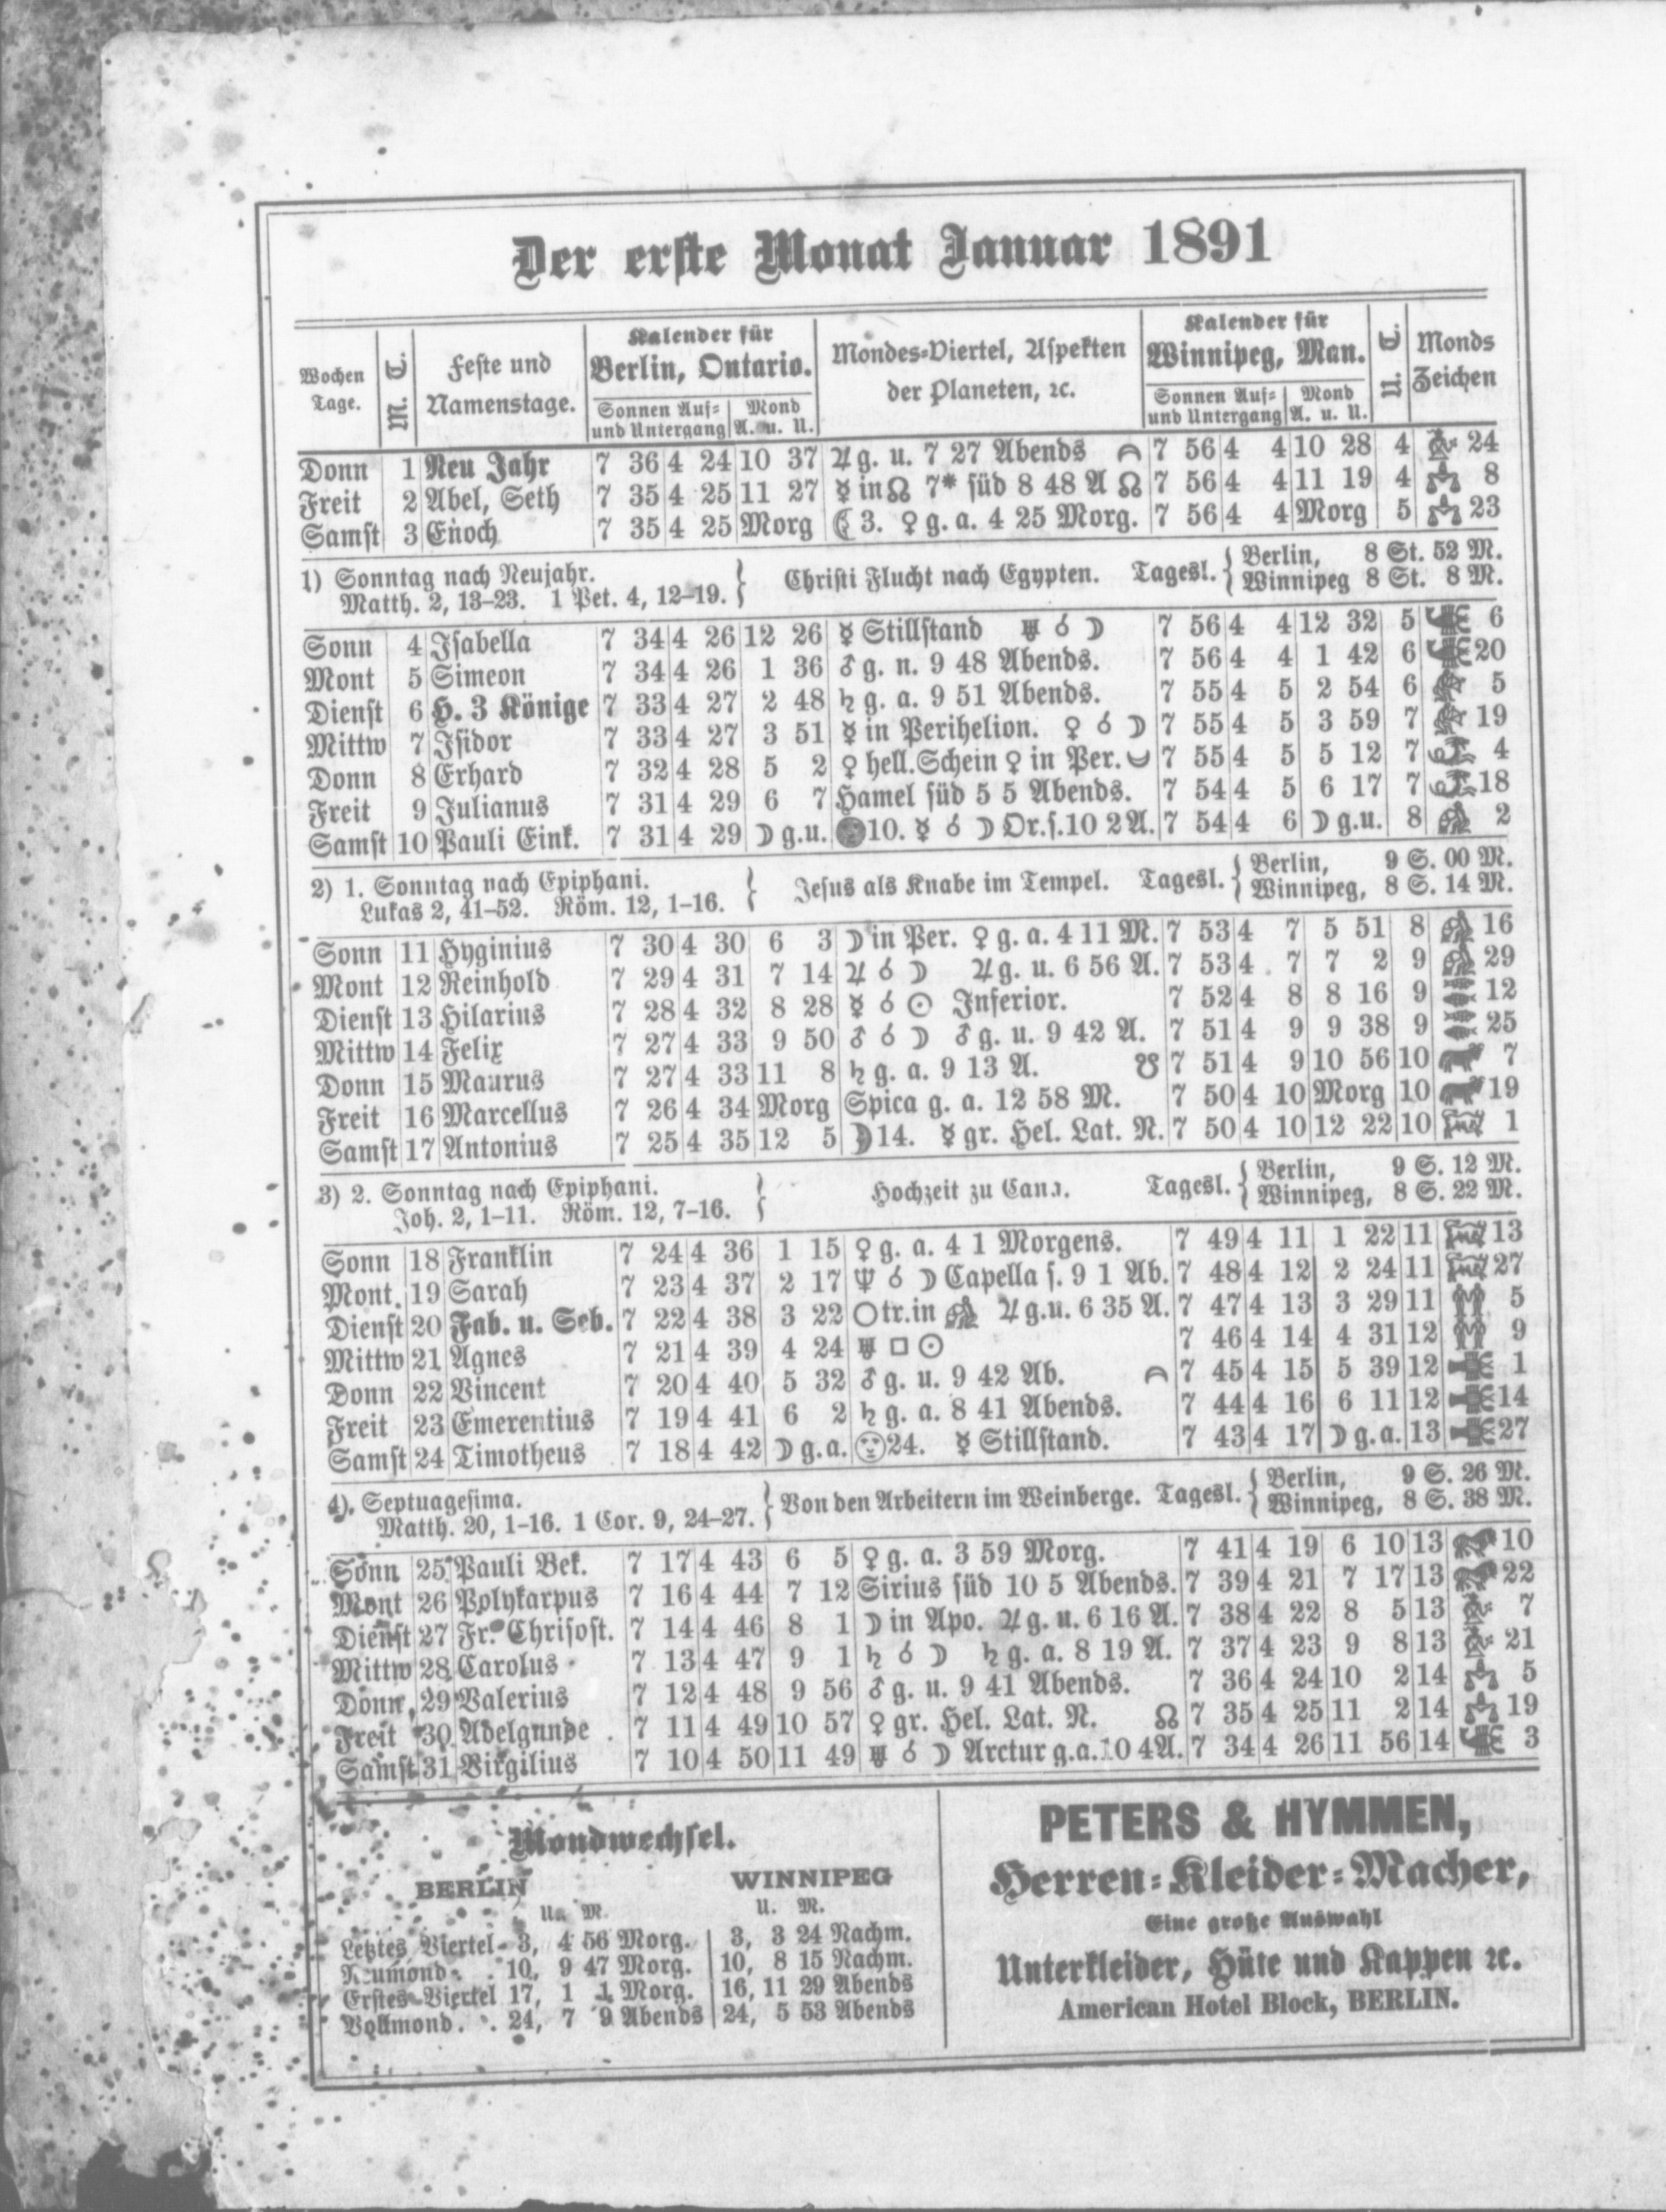 Der erste Monat Januar 1891
Wochen Tage. M. T. Feste und Namenstage. Kalender für Berlin, Ontario. Sonnen Auf- und Untergang Mond A. u. U. Mondes-Viertel, Aspekten der Planeten, ꝛc. Kalender für Winnipeg, Man. Sonnen Auf- und Untergang Mond A. u. U. U. T. Monds Zeichen
Donn 1 Neu Jahr 7 36 4 24 10 37 ♃ g. u. 7 27 Abends 7 56 4 4 10 28 4 24
Freit 2 Abel, Seth 7 35 4 25 11 27 ☿ in ☊ 7* süd 8 48 A ☊ 7 56 4 4 11 19 4 8
Samst 3 Enoch 7 35 4 25 Morg ☾ 3. ♀ g. a. 4 25 Morg. 7 56 4 4 Morg 5 23
1) Sonntag nach Neujahr. Christi Flucht nach Egypten. Tagesl. Berlin, 8 St. 52 M.
Matth. 2, 13–23. 1 Pet. 4, 12–19. Winnipeg 8 St. 8 M.
Sonn 4 Isabella 7 34 4 26 12 26 ☿ Stillstand ♅ ☌ ☽ 7 56 4 4 12 32 5 6
Mont 5 Simeon 7 34 4 26 1 36 ♂ g. n. 9 48 Abends. 7 56 4 4 1 42 6 20
Dienst 6 H. 3 Könige 7 33 4 27 2 48 ♄ g. a. 9 51 Abends. 7 55 4 5 2 54 6 5
Mittw 7 Isidor 7 33 4 27 3 51 ☿ in Perihelion. ♀ ☌ ☽ 7 55 4 5 3 59 7 19
Donn 8 Erhard 7 32 4 28 5 2 ♀ hell. Schein ♀ in Per. 7 55 4 5 5 12 7 4
Freit 9 Julianus 7 31 4 29 6 7 Hamel süd 5 5 Abends. 7 54 4 5 6 17 7 18
Samst 10 Pauli Eink. 7 31 4 29 ☽ g.u. 10. ☿ ☌ ☽ Or.s. 10 2 A. 7 54 4 6 ☽ g.u. 8 2
2) 1. Sonntag nach Epiphani. Jesus als Knabe im Tempel. Tagesl. Berlin, 9 S. 00 M.
Lukas 2, 41–52. Röm. 12, 1–16. Winnipeg, 8 S. 14 M.
Sonn 11 Hyginius 7 30 4 30 6 3 ☽ in Per. ♀ g. a. 4 11 M. 7 53 4 7 5 51 8 16
Mont 12 Reinhold 7 29 4 31 7 14 ♃ ☌ ☽ ♃ g. u. 6 56 A. 7 53 4 7 7 2 9 29
Dienst 13 Hilarius 7 28 4 32 8 28 ☿ ☌ ☉ Inferior. 7 52 4 8 8 16 9 12
Mittw 14 Felix 7 27 4 33 9 50 ♂ ☌ ☽ ♂ g. u. 9 42 A. 7 51 4 9 9 38 9 25
Donn 15 Maurus 7 27 4 33 11 8 ♄ g. a. 9 13 A. ☋ 7 51 4 9 10 56 10 7
Freit 16 Marcellus 7 26 4 34 Morg Spica g. a. 12 58 M. 7 50 4 10 Morg 10 19
Samst 17 Antonius 7 25 4 35 12 5 ☽ 14. ☿ gr. Hel. Lat. N. 7 50 4 10 12 22 10 1
3) 2. Sonntag nach Epiphani. Hochzeit zu Cana. Tagesl. Berlin, 9 S. 12 M.
Joh. 2, 1–11. Röm. 12, 7–16. Winnipeg, 8 S. 22 M.
Sonn 18 Franklin 7 24 4 36 1 15 ♀ g. a. 4 1 Morgens. 7 49 4 11 1 22 11 13
Mont. 19 Sarah 7 23 4 37 2 17 ♆ ☌ ☽ Capella s. 9 1 Ab. 7 48 4 12 2 24 11 27
Dienst 20 Fab. u. Seb. 7 22 4 38 3 22 ○ tr. in ♒ ♃ g.u. 6 35 A. 7 47 4 13 3 29 11 5
Mittw 21 Agnes 7 21 4 39 4 24 ♅ □ ☉ 7 46 4 14 4 31 12 9
Donn 22 Vincent 7 20 4 40 5 32 ♂ g. u. 9 42 Ab. 7 45 4 15 5 39 12 1
Freit 23 Emerentius 7 19 4 41 6 2 ♄ g. a. 8 41 Abends. 7 44 4 16 6 11 12 14
Samst 24 Timotheus 7 18 4 42 ☽ g.a. 24. ☿ Stillstand. 7 43 4 17 ☽ g.a. 13 27
4) Septuagesima. Von den Arbeitern im Weinberge. Tagesl. Berlin, 9 S. 26 M.
Matth. 20, 1–16. 1 Cor. 9, 24–27. Winnipeg, 8 S. 38 M.
Sonn 25 Pauli Bek. 7 17 4 43 6 5 ♀ g. a. 3 59 Morg. 7 41 4 19 6 10 13 10
Mont 26 Polykarpus 7 16 4 44 7 12 Sirius süd 10 5 Abends. 7 39 4 21 7 17 13 22
Dienst 27 Fr. Chrisost. 7 14 4 46 8 1 ☽ in Apo. ♃ g. u. 6 16 A. 7 38 4 22 8 5 13 7
Mittw 28 Carolus 7 13 4 47 9 1 ♄ ☌ ☽ ♄ g. a. 8 19 A. 7 37 4 23 9 8 13 21
Donn, 29 Valerius 7 12 4 48 9 56 ♂ g. u. 9 41 Abends. 7 36 4 24 10 2 14 5
Freit 30 Adelgunde 7 11 4 49 10 57 ♀ gr. Hel. Lat. N. ☊ 7 35 4 25 11 2 14 19
Samst 31 Virgilius 7 10 4 50 11 49 ♅ ☌ ☽ Arctur g.a. 10 4 A. 7 34 4 26 11 56 14 3
Mondwechsel.
BERLIN WINNIPEG
U. M. U. M.
Letztes Viertel 3, 4 56 Morg. 3, 3 24 Nachm.
Neumond . . 10, 9 47 Morg. 10, 8 15 Nachm.
Erstes Viertel 17, 1 1 Morg. 16, 11 29 Abends
Vollmond . . 24, 7 9 Abends 24, 5 53 Abends
PETERS & HYMMEN,
Herren-Kleider-Macher,
Eine große Auswahl
Unterkleider, Hüte und Kappen ꝛc.
American Hotel Block, BERLIN.